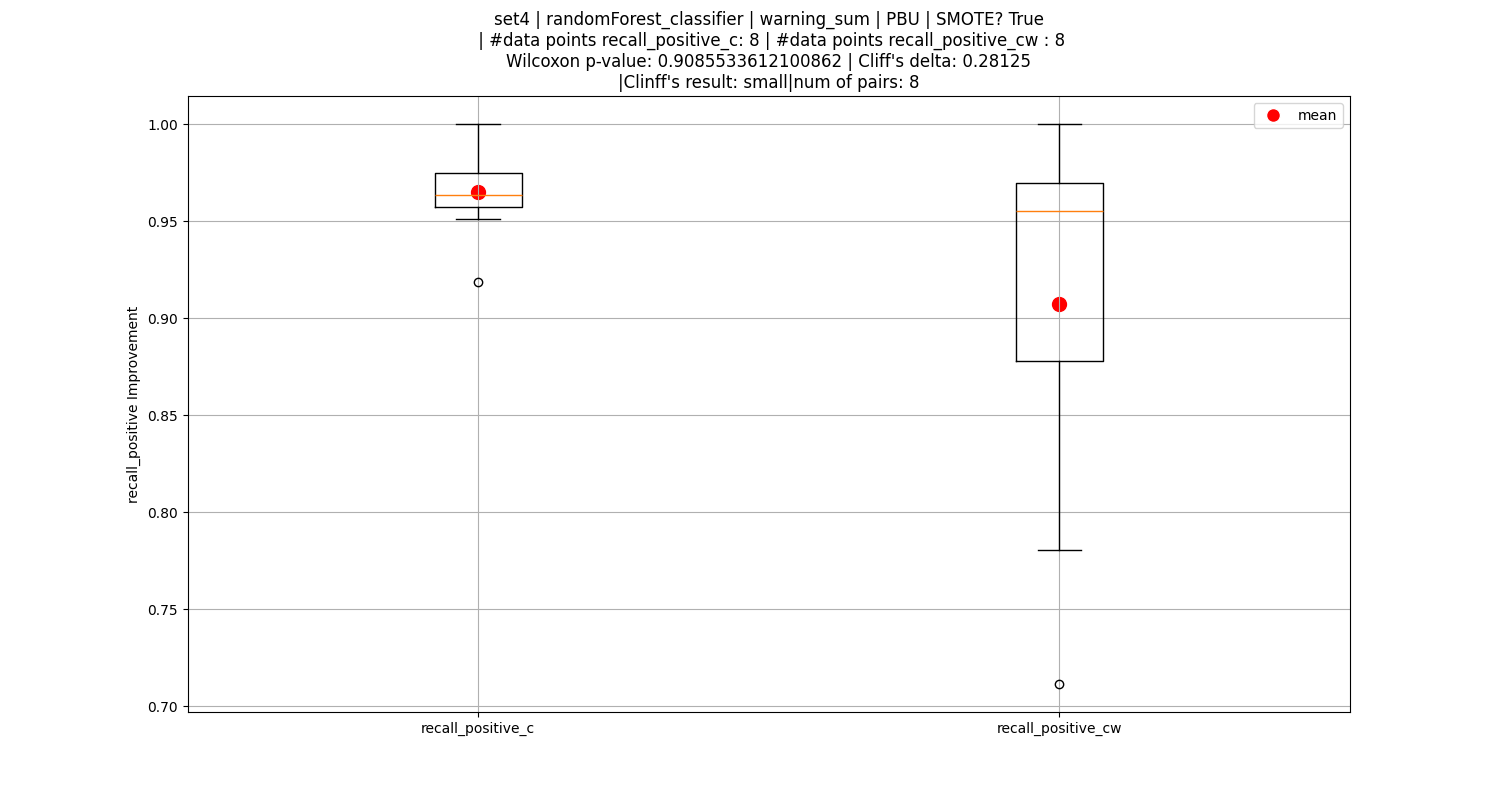 set4 | randomForest_classifier | warning_sum | PBU | SMOTE? True
| #data points recall_positive_c: 8 | #data points recall_positive_cw : 8
Wilcoxon p-value: 0.9085533612100862 | Cliff's delta: 0.28125
|Clinff's result: small|num of pairs: 8
mean
recall_positive Improvement
1.00
0.95
0.90
0.85
0.80
0.75
0.70
recall_positive_c
recall_positive_cw